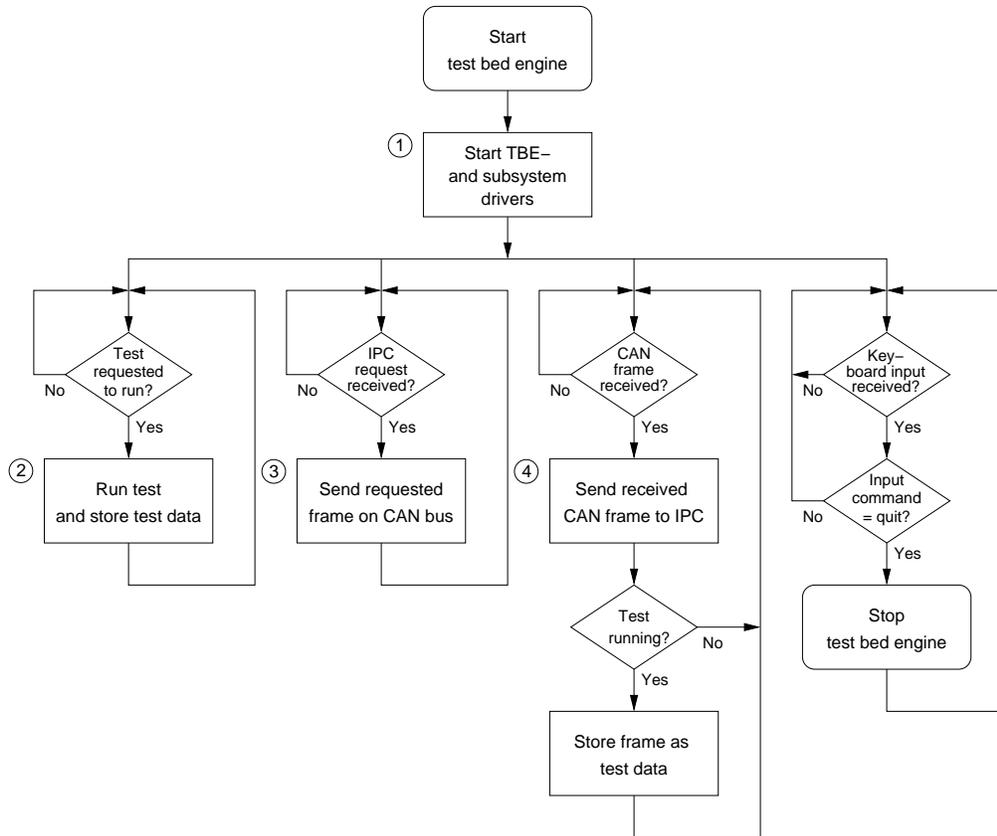 Start
test bed engine
1
Start TBE–
and subsystem
drivers
Test
requested
to run?
No
Yes
2
Run test
and store test data
IPC
request
received?
No
Yes
3
Send requested
frame on CAN bus
CAN
frame
received?
No
Yes
4
Send received
CAN frame to IPC
Test
running?
No
Yes
Store frame as
test data
Key–
board input
received?
No
Yes
Input
command
= quit?
No
Yes
Stop
test bed engine